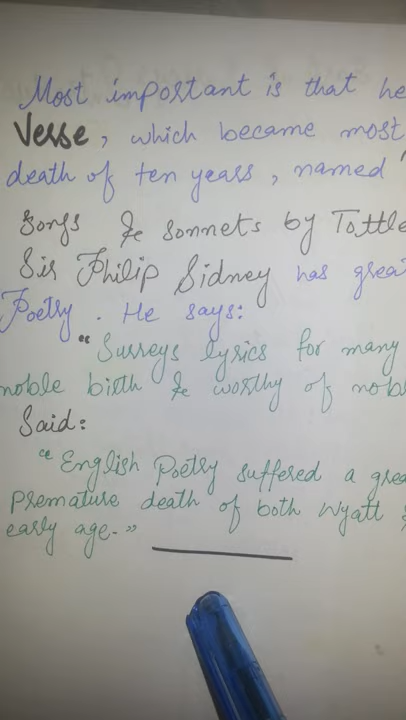 Most important is that he
Verse, which became most
death of ten years, named "
Songs & Sonnets by Tottle
Sir Philip Sidney has grea
Poetry. He says:
"Surreys lyrics for many
noble birth & worthy of nob
Said:
"English Poetry suffered a grea
premature death of both Wyatt &
early age."